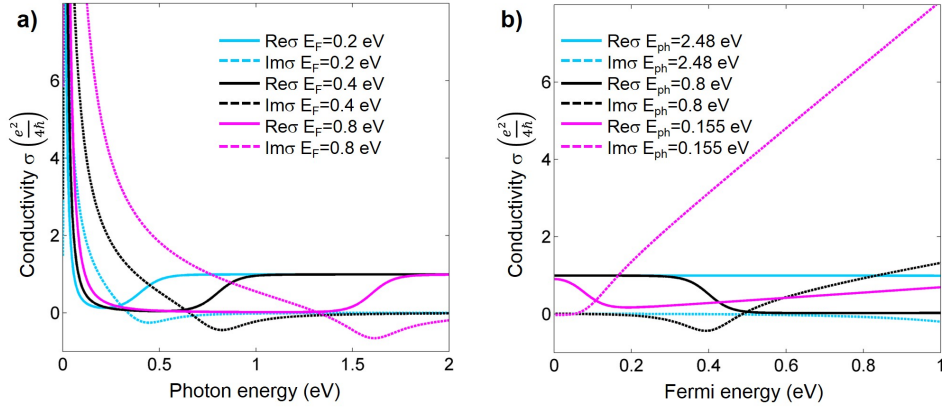 a)
Reσ E_F=0.2 eV
Imσ E_F=0.2 eV
Reσ E_F=0.4 eV
Imσ E_F=0.4 eV
Reσ E_F=0.8 eV
Imσ E_F=0.8 eV
Conductivity σ (e²/4ħ)
6
4
2
0
0
0.5
1
1.5
2
Photon energy (eV)
b)
Reσ E_ph=2.48 eV
Imσ E_ph=2.48 eV
Reσ E_ph=0.8 eV
Imσ E_ph=0.8 eV
Reσ E_ph=0.155 eV
Imσ E_ph=0.155 eV
Conductivity σ (e²/4ħ)
6
4
2
0
0
0.2
0.4
0.6
0.8
1
Fermi energy (eV)